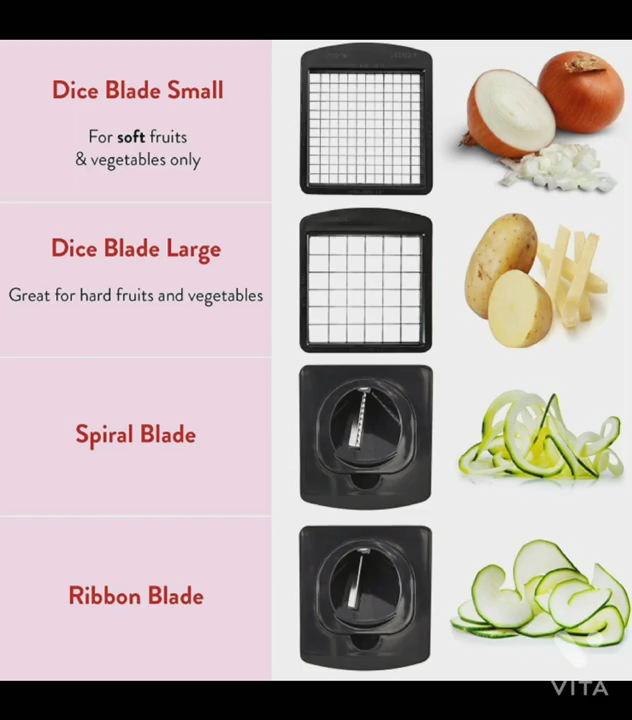 Dice Blade Small
For soft fruits
& vegetables only
Dice Blade Large
Great for hard fruits and vegetables
Spiral Blade
Ribbon Blade
VITA